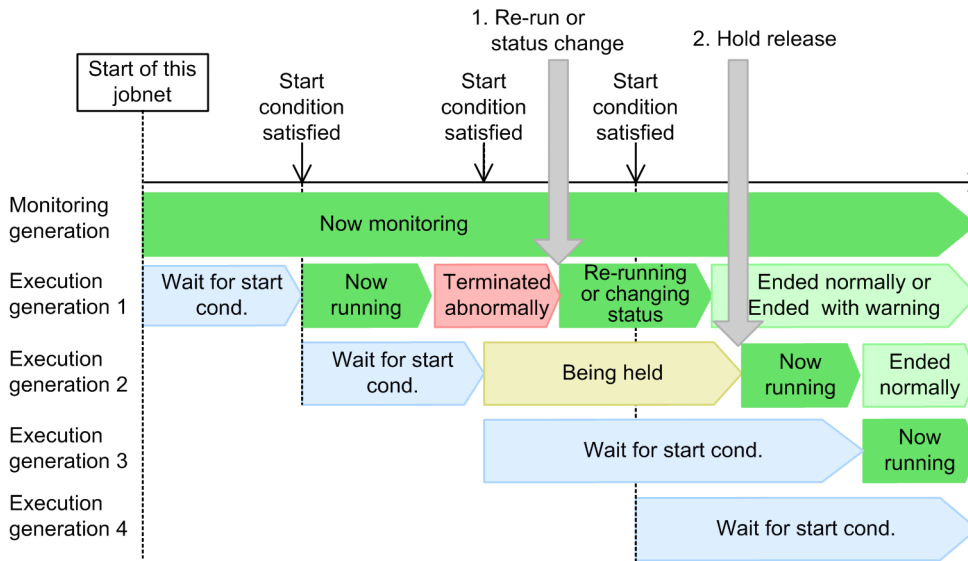 1. Re-run or
status change
2. Hold release
Start of this
jobnet
Start
condition
satisfied
Start
condition
satisfied
Start
condition
satisfied
Monitoring
generation
Now monitoring
Execution
generation 1
Wait for start
cond.
Now
running
Terminated
abnormally
Re-running
or changing
status
Ended normally or
Ended with warning
Execution
generation 2
Wait for start
cond.
Being held
Now
running
Ended
normally
Execution
generation 3
Wait for start cond.
Now
running
Execution
generation 4
Wait for start cond.